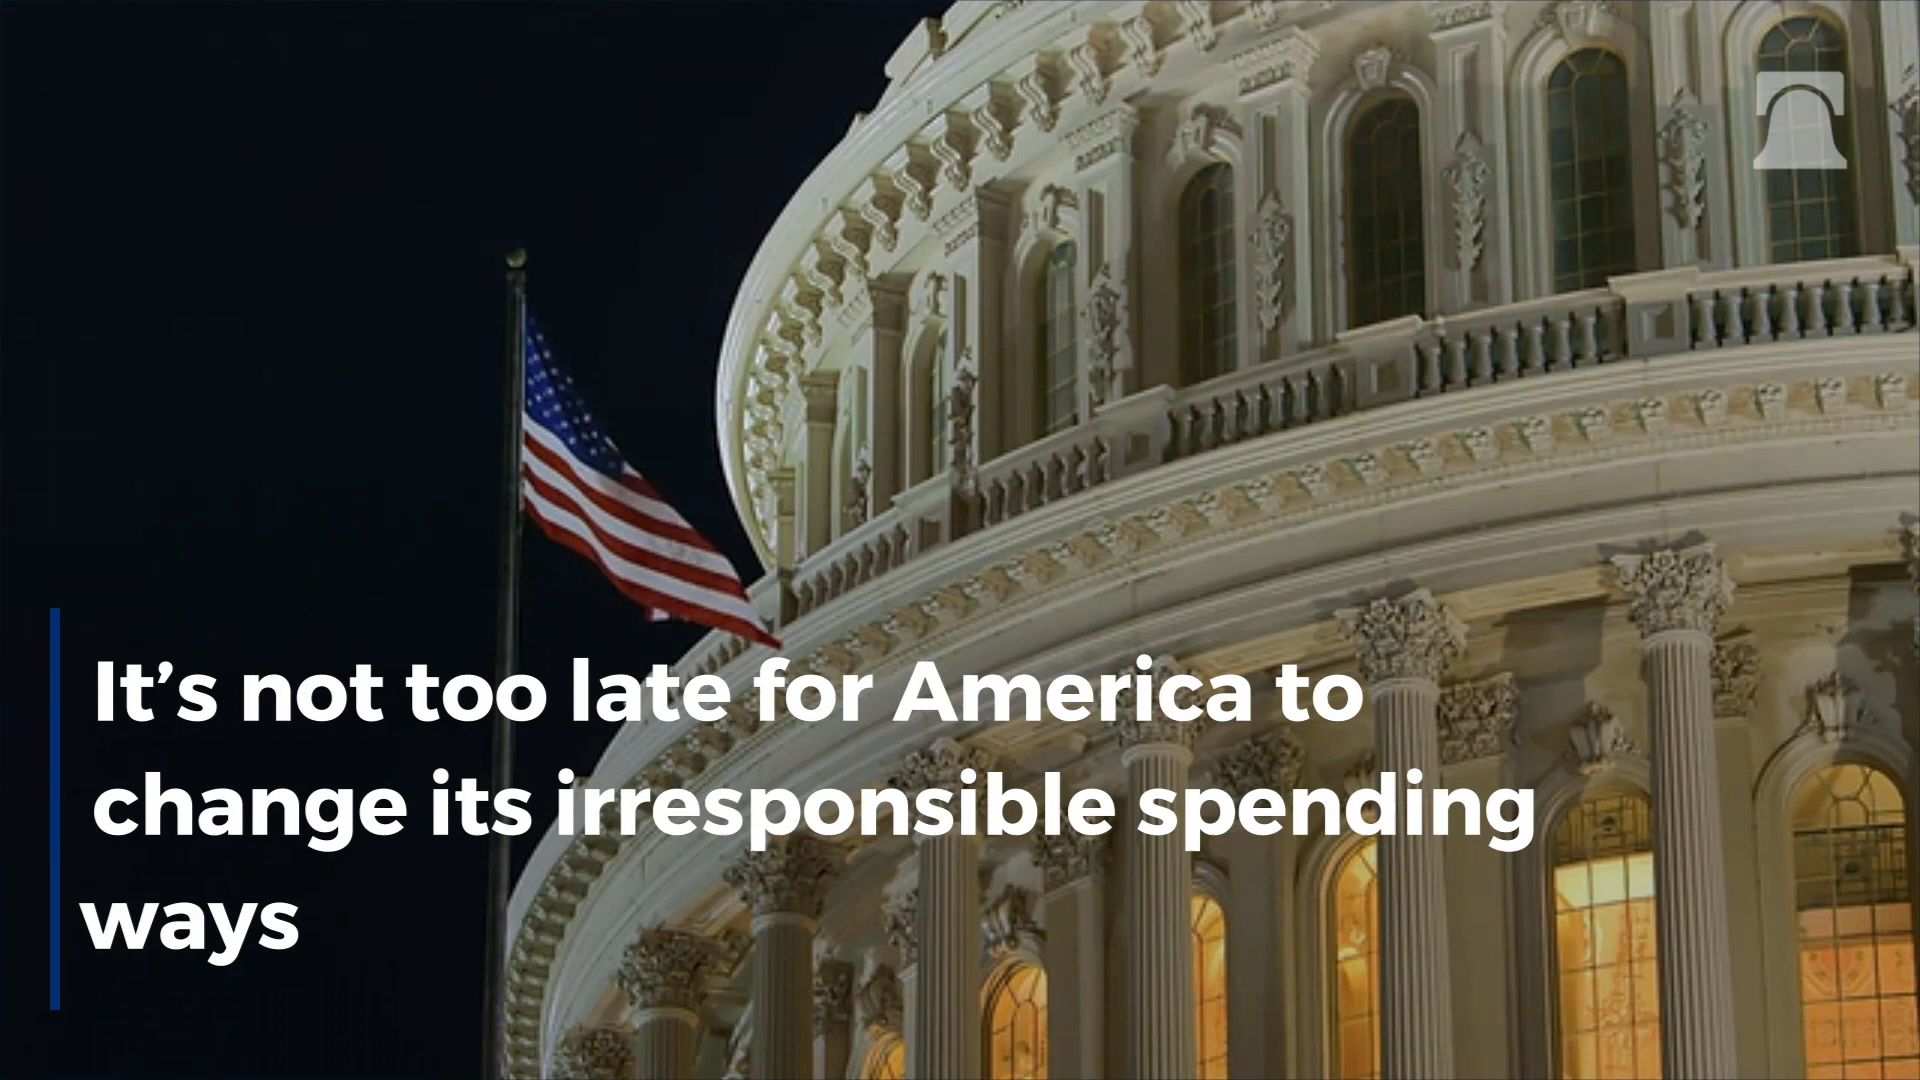 It’s not too late for America to
change its irresponsible spending
ways